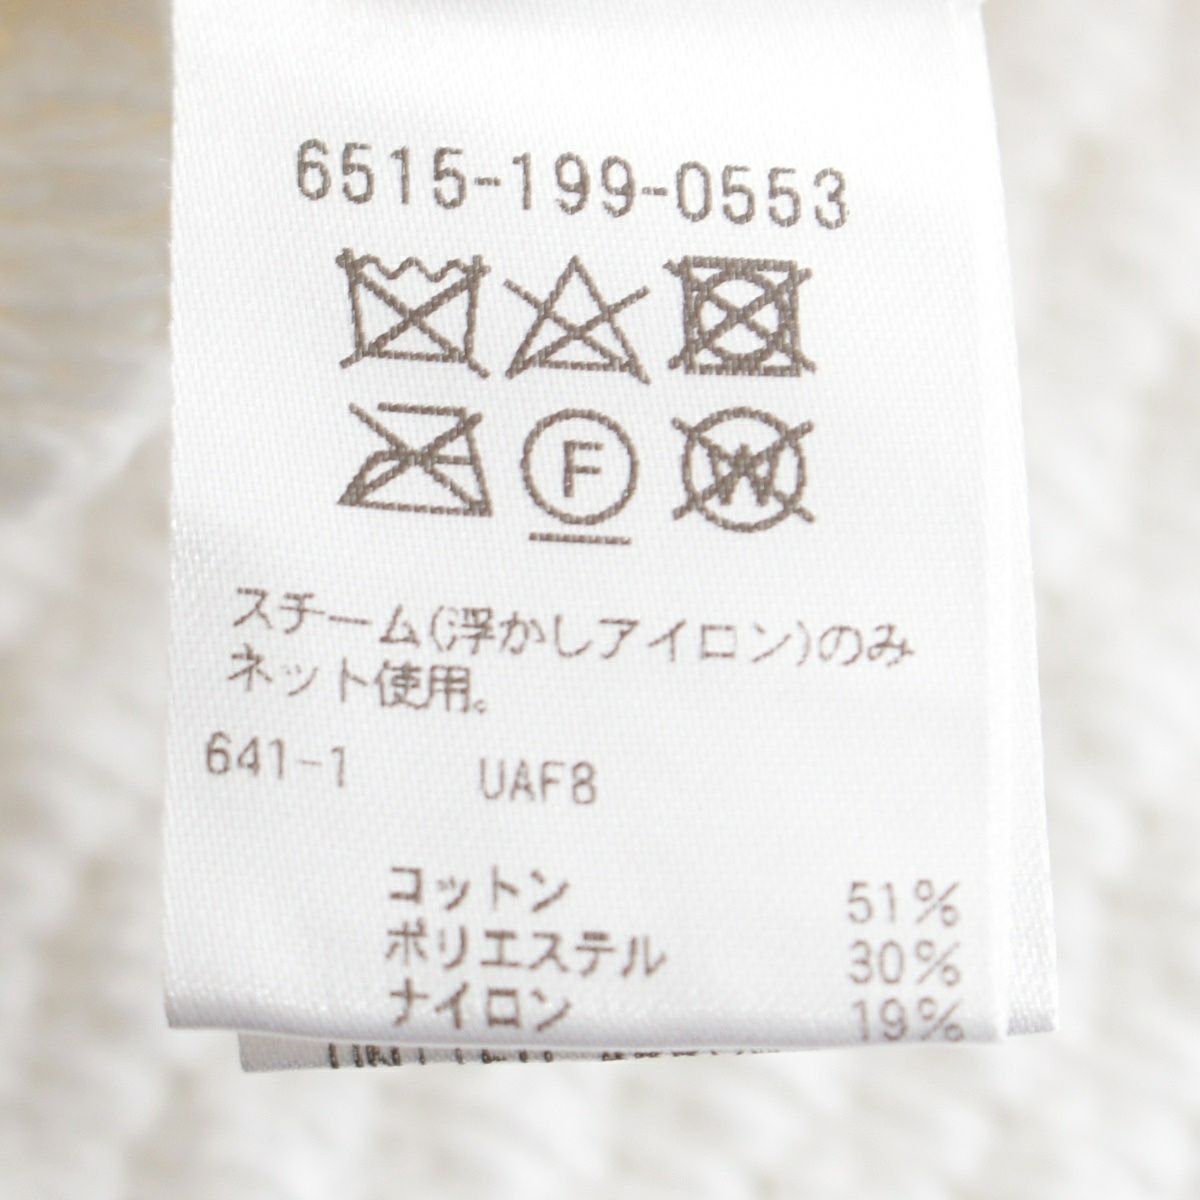 6515-199-0553
F
W
スチーム(浮かしアイロン)のみ
ネット使用。
641-1 UAF8
コットン 51%
ポリエステル 30%
ナイロン 19%